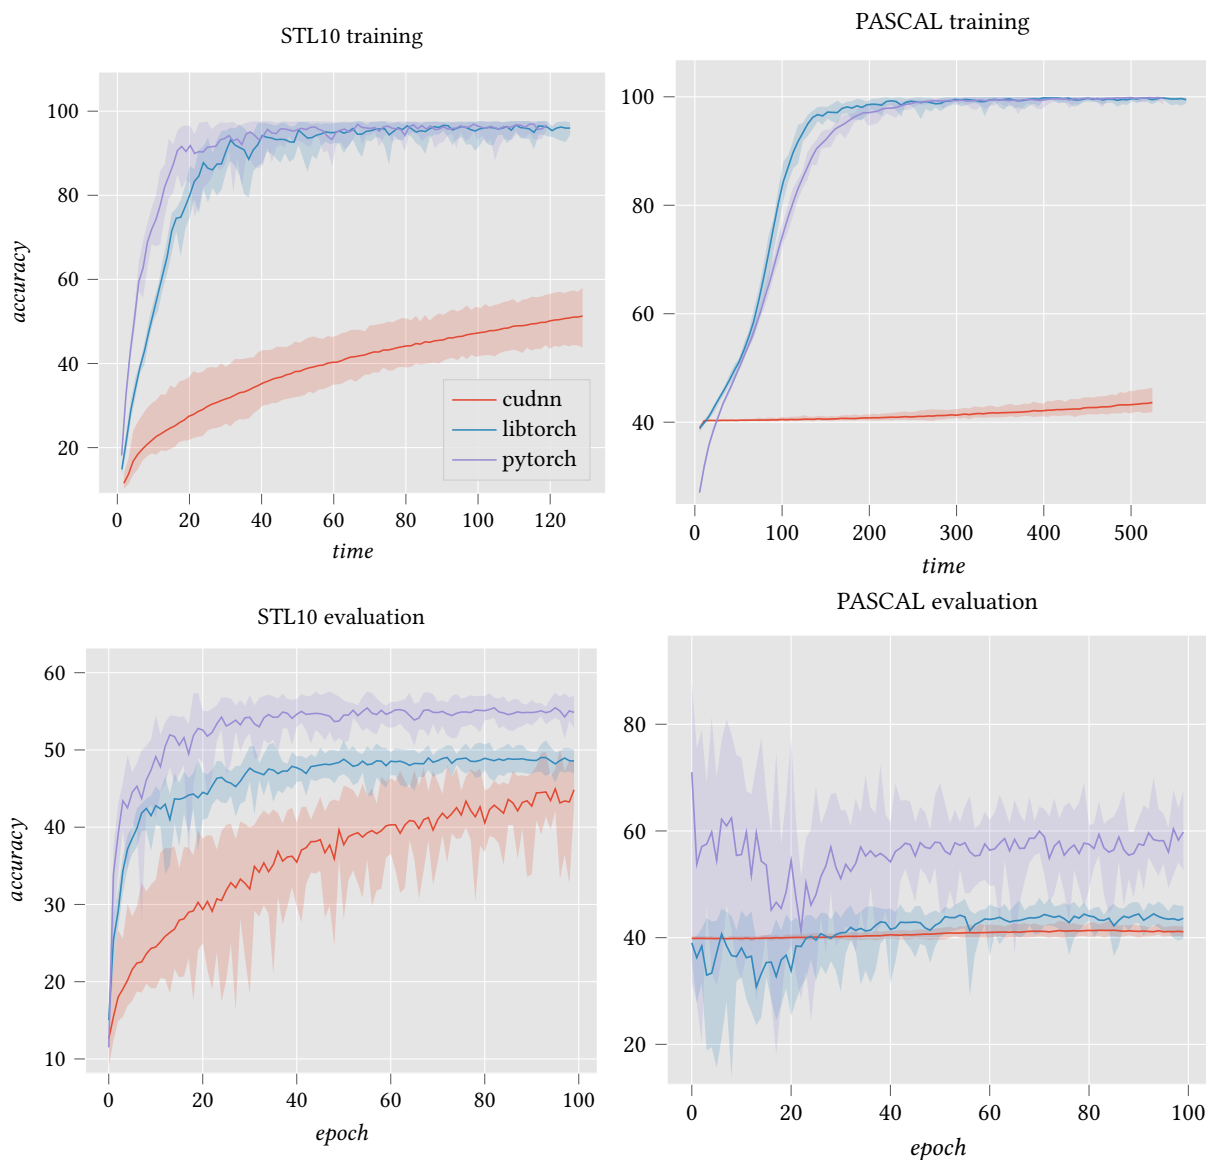 STL10 training
100
80
60
40
20
accuracy
0 20 40 60 80 100 120
time
cudnn
libtorch
pytorch
PASCAL training
100
80
60
40
0 100 200 300 400 500
time
STL10 evaluation
60
50
40
30
20
10
accuracy
0 20 40 60 80 100
epoch
PASCAL evaluation
80
60
40
20
0 20 40 60 80 100
epoch